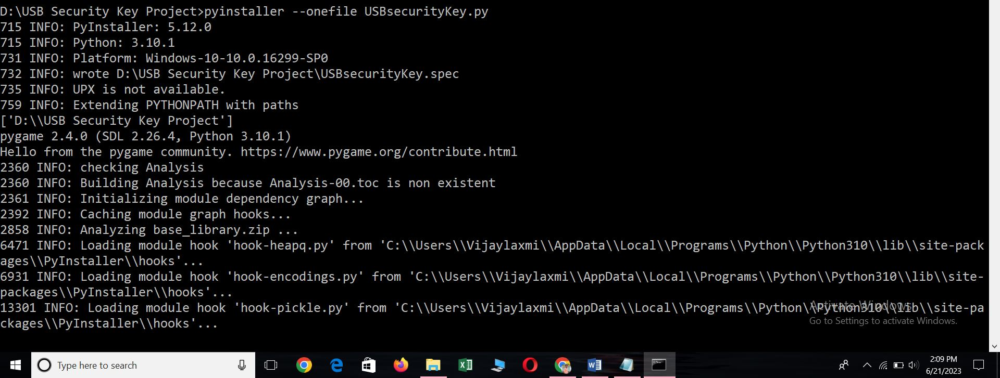 D:\USB Security Key Project>pyinstaller --onefile USBsecurityKey.py
715 INFO: PyInstaller: 5.12.0
715 INFO: Python: 3.10.1
731 INFO: Platform: Windows-10-10.0.16299-SP0
732 INFO: wrote D:\USB Security Key Project\USBsecurityKey.spec
735 INFO: UPX is not available.
759 INFO: Extending PYTHONPATH with paths
['D:\\USB Security Key Project']
pygame 2.4.0 (SDL 2.26.4, Python 3.10.1)
Hello from the pygame community. https://www.pygame.org/contribute.html
2360 INFO: checking Analysis
2360 INFO: Building Analysis because Analysis-00.toc is non existent
2361 INFO: Initializing module dependency graph...
2392 INFO: Caching module graph hooks...
2858 INFO: Analyzing base_library.zip ...
6471 INFO: Loading module hook 'hook-heapq.py' from 'C:\\Users\\Vijaylaxmi\\AppData\\Local\\Programs\\Python\\Python310\\lib\\site-pack
ages\\PyInstaller\\hooks'...
6931 INFO: Loading module hook 'hook-encodings.py' from 'C:\\Users\\Vijaylaxmi\\AppData\\Local\\Programs\\Python\\Python310\\lib\\site-
packages\\PyInstaller\\hooks'...
13301 INFO: Loading module hook 'hook-pickle.py' from 'C:\\Users\\Vijaylaxmi\\AppData\\Local\\Programs\\Python\\Python310\\lib\\site-pa
ckages\\PyInstaller\\hooks'...
Activate Windows
Go to Settings to activate Windows.
Type here to search
2:09 PM
6/21/2023